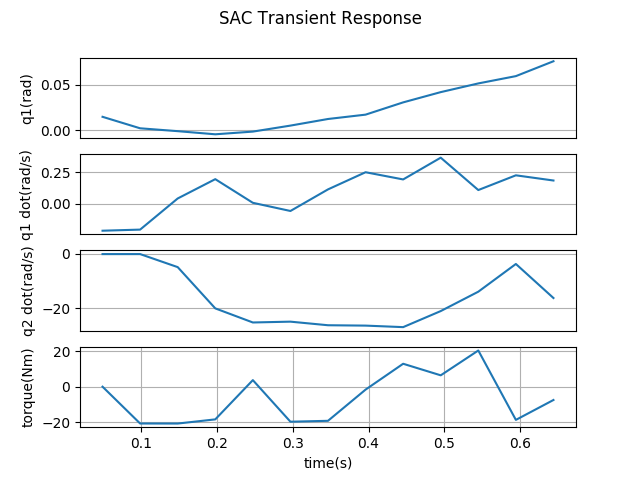 SAC Transient Response
q1(rad)
0.05
0.00
q1 dot(rad/s)
0.25
0.00
q2 dot(rad/s)
0
−20
torque(Nm)
20
0
−20
0.1 0.2 0.3 0.4 0.5 0.6
time(s)